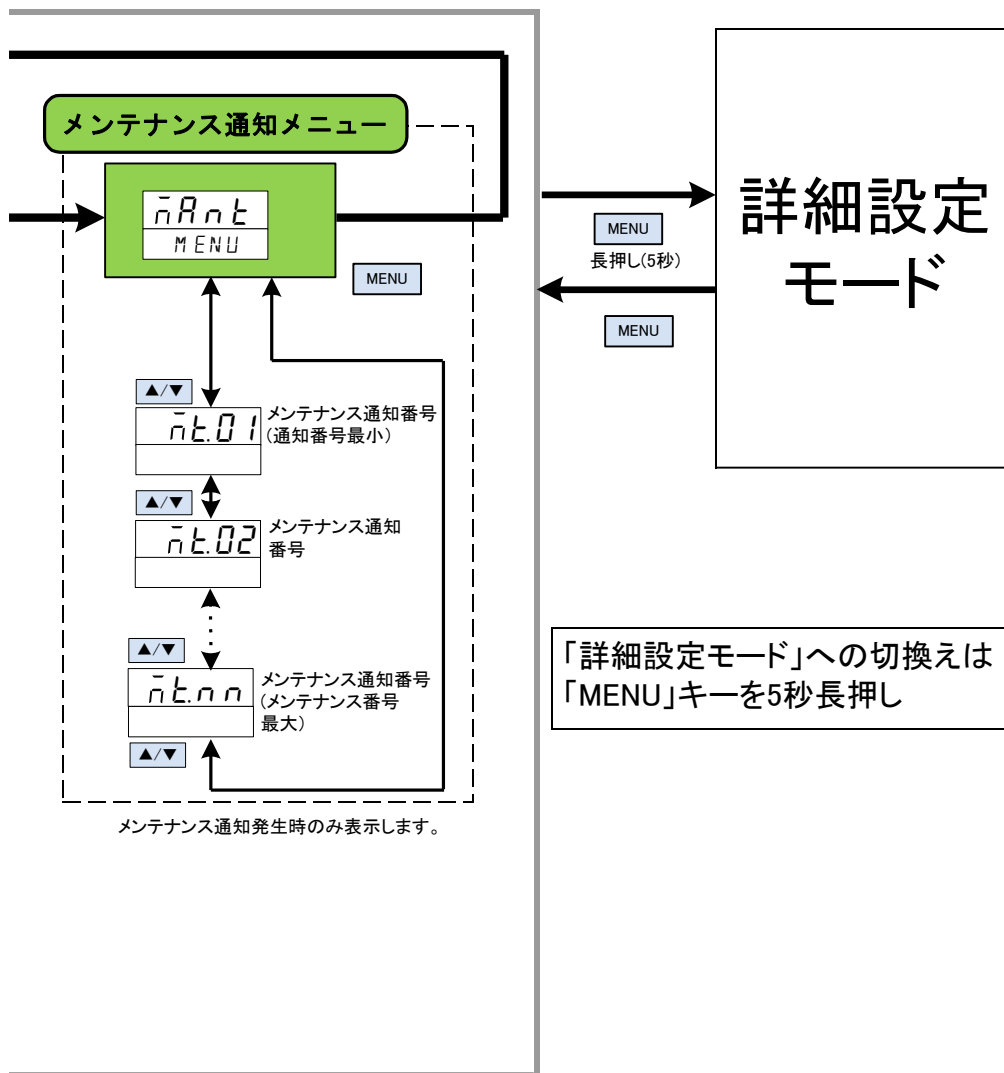 メンテナンス通知メニュー
n̄Ant
MENU
MENU
▲/▼
n̄t.01
メンテナンス通知番号
(通知番号最小)
▲/▼
n̄t.02
メンテナンス通知
番号
▲/▼
n̄t.nn
メンテナンス通知番号
(メンテナンス番号
最大)
▲/▼
メンテナンス通知発生時のみ表示します。
MENU
長押し(5秒)
MENU
詳細設定
モード
「詳細設定モード」への切換えは
「MENU」キーを5秒長押し